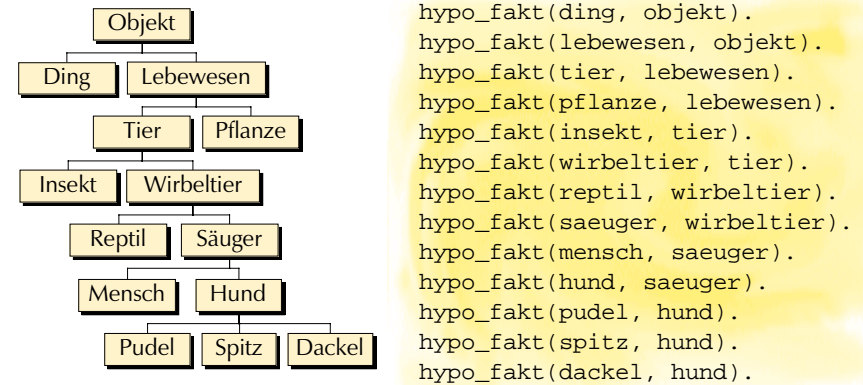 Objekt
Ding Lebewesen
Tier Pflanze
Insekt Wirbeltier
Reptil Säuger
Mensch Hund
Pudel Spitz Dackel
hypo_fakt(ding, objekt).
hypo_fakt(lebewesen, objekt).
hypo_fakt(tier, lebewesen).
hypo_fakt(pflanze, lebewesen).
hypo_fakt(insekt, tier).
hypo_fakt(wirbeltier, tier).
hypo_fakt(reptil, wirbeltier).
hypo_fakt(saeuger, wirbeltier).
hypo_fakt(mensch, saeuger).
hypo_fakt(hund, saeuger).
hypo_fakt(pudel, hund).
hypo_fakt(spitz, hund).
hypo_fakt(dackel, hund).